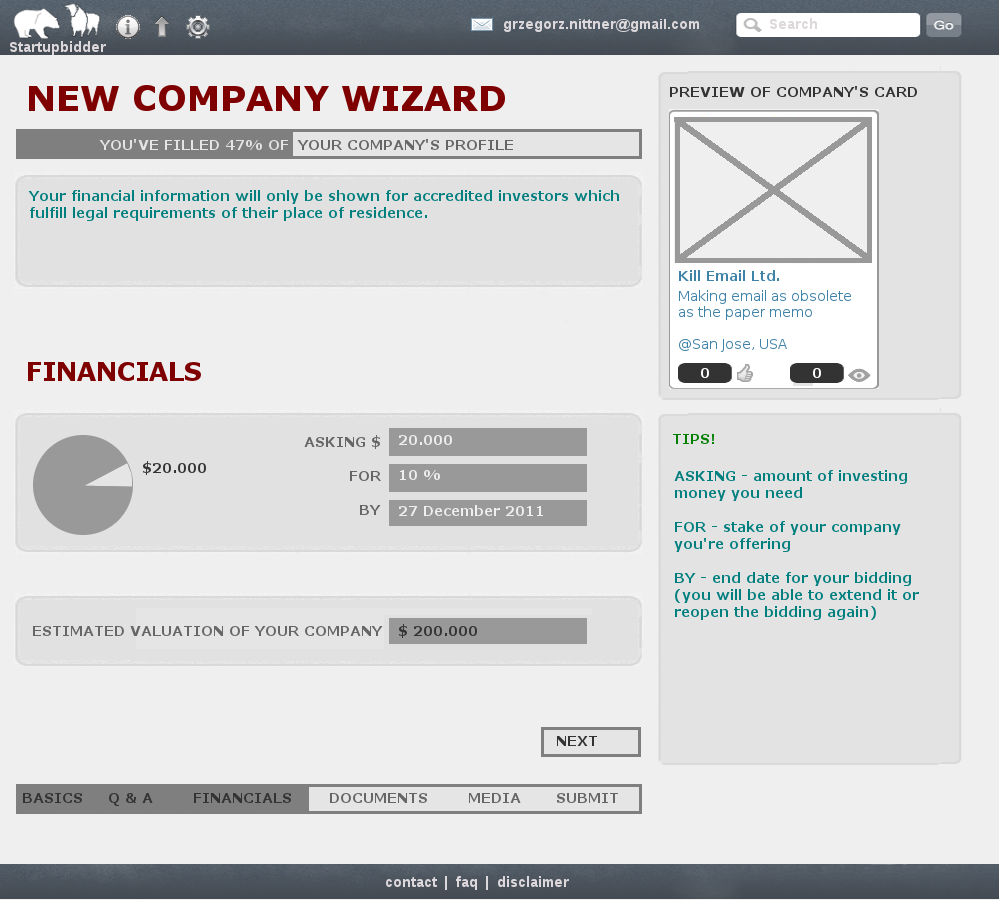 Startupbidder
grzegorz.nittner@gmail.com
Search
Go
NEW COMPANY WIZARD
YOU'VE FILLED 47% OF YOUR COMPANY'S PROFILE
Your financial information will only be shown for accredited investors which
fulfill legal requirements of their place of residence.
FINANCIALS
$20.000
ASKING $ 20.000
FOR 10 %
BY 27 December 2011
ESTIMATED VALUATION OF YOUR COMPANY $ 200.000
NEXT
BASICS Q & A FINANCIALS DOCUMENTS MEDIA SUBMIT
PREVIEW OF COMPANY'S CARD
Kill Email Ltd.
Making email as obsolete
as the paper memo
@San Jose, USA
0 0
TIPS!
ASKING - amount of investing
money you need
FOR - stake of your company
you're offering
BY - end date for your bidding
(you will be able to extend it or
reopen the bidding again)
contact | faq | disclaimer